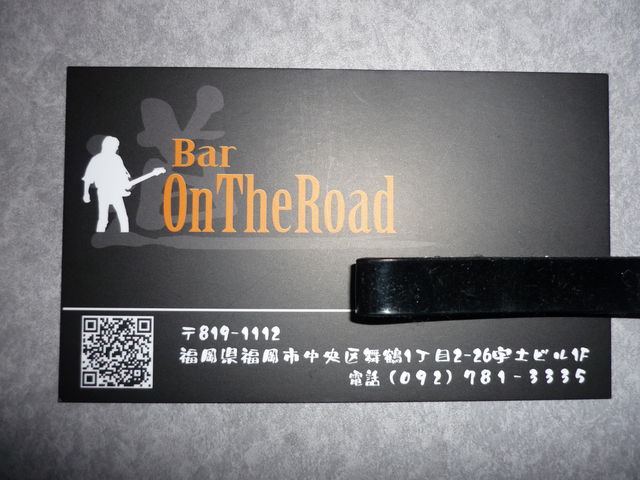 道
Bar
OnTheRoad
〒819-1112
福岡県福岡市中央区舞鶴1丁目2-26宇土ビル1F
電話(092)781-3335